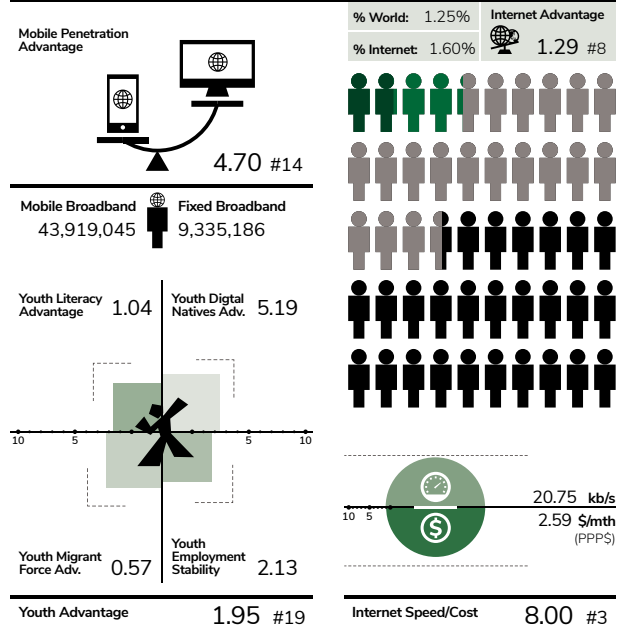 Mobile Penetration
Advantage
4.70 #14
Mobile Broadband
43,919,045
Fixed Broadband
9,335,186
Youth Literacy
Advantage
1.04
Youth Digtal
Natives Adv.
5.19
10 5 5 10
Youth Migrant
Force Adv.
0.57
Youth
Employment
Stability
2.13
Youth Advantage 1.95 #19
% World: 1.25%
% Internet: 1.60%
Internet Advantage
1.29 #8
10 5
$
20.75 kb/s
2.59 $/mth
(PPP$)
Internet Speed/Cost 8.00 #3